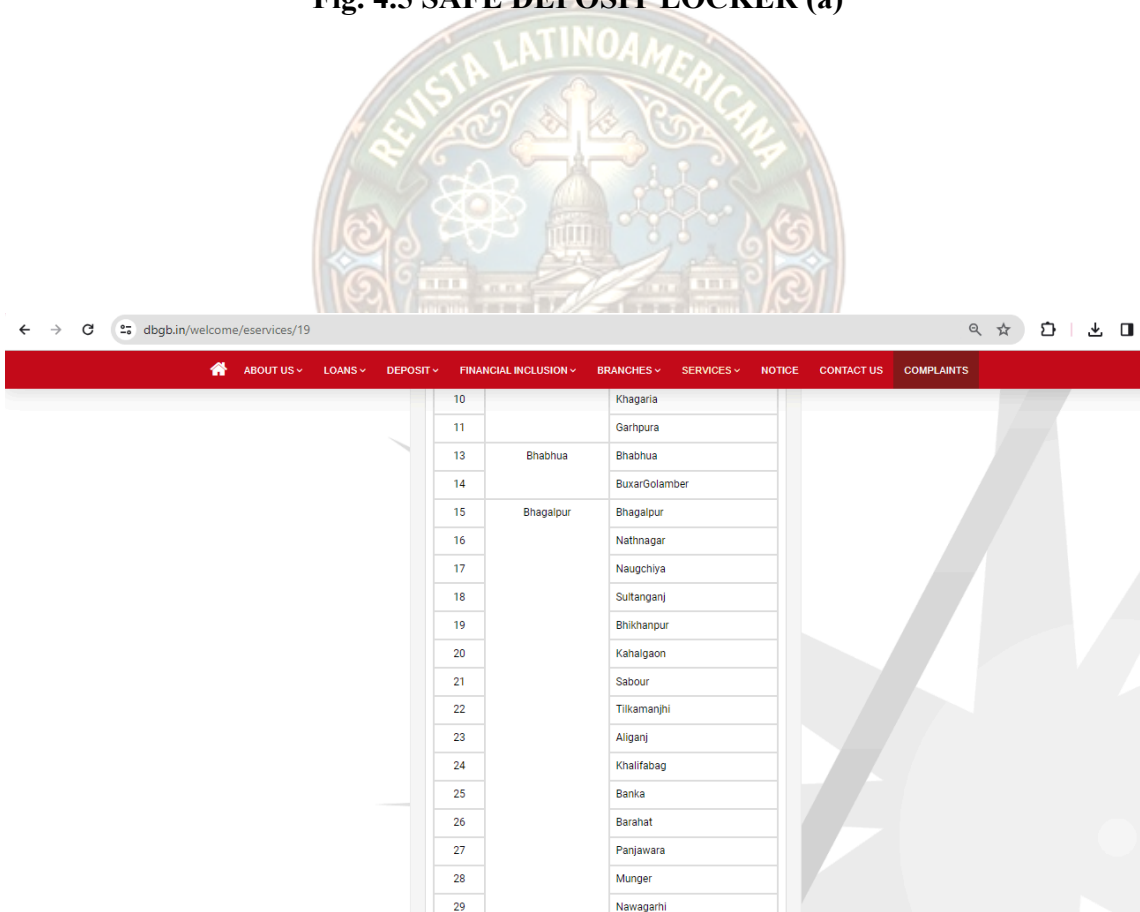 Fig. 4.5 SAFE DEPOSIT LOCKER (a)
REVISTA LATINOAMERICANA
dbgb.in/welcome/eservices/19
ABOUT US LOANS DEPOSIT FINANCIAL INCLUSION BRANCHES SERVICES NOTICE CONTACT US COMPLAINTS
10 Khagaria
11 Garhpura
13 Bhabhua Bhabhua
14 BuxarGolamber
15 Bhagalpur Bhagalpur
16 Nathnagar
17 Naugchiya
18 Sultanganj
19 Bhikhanpur
20 Kahalgaon
21 Sabour
22 Tilkamanjhi
23 Aliganj
24 Khalifabag
25 Banka
26 Barahat
27 Panjawara
28 Munger
29 Nawagarhi